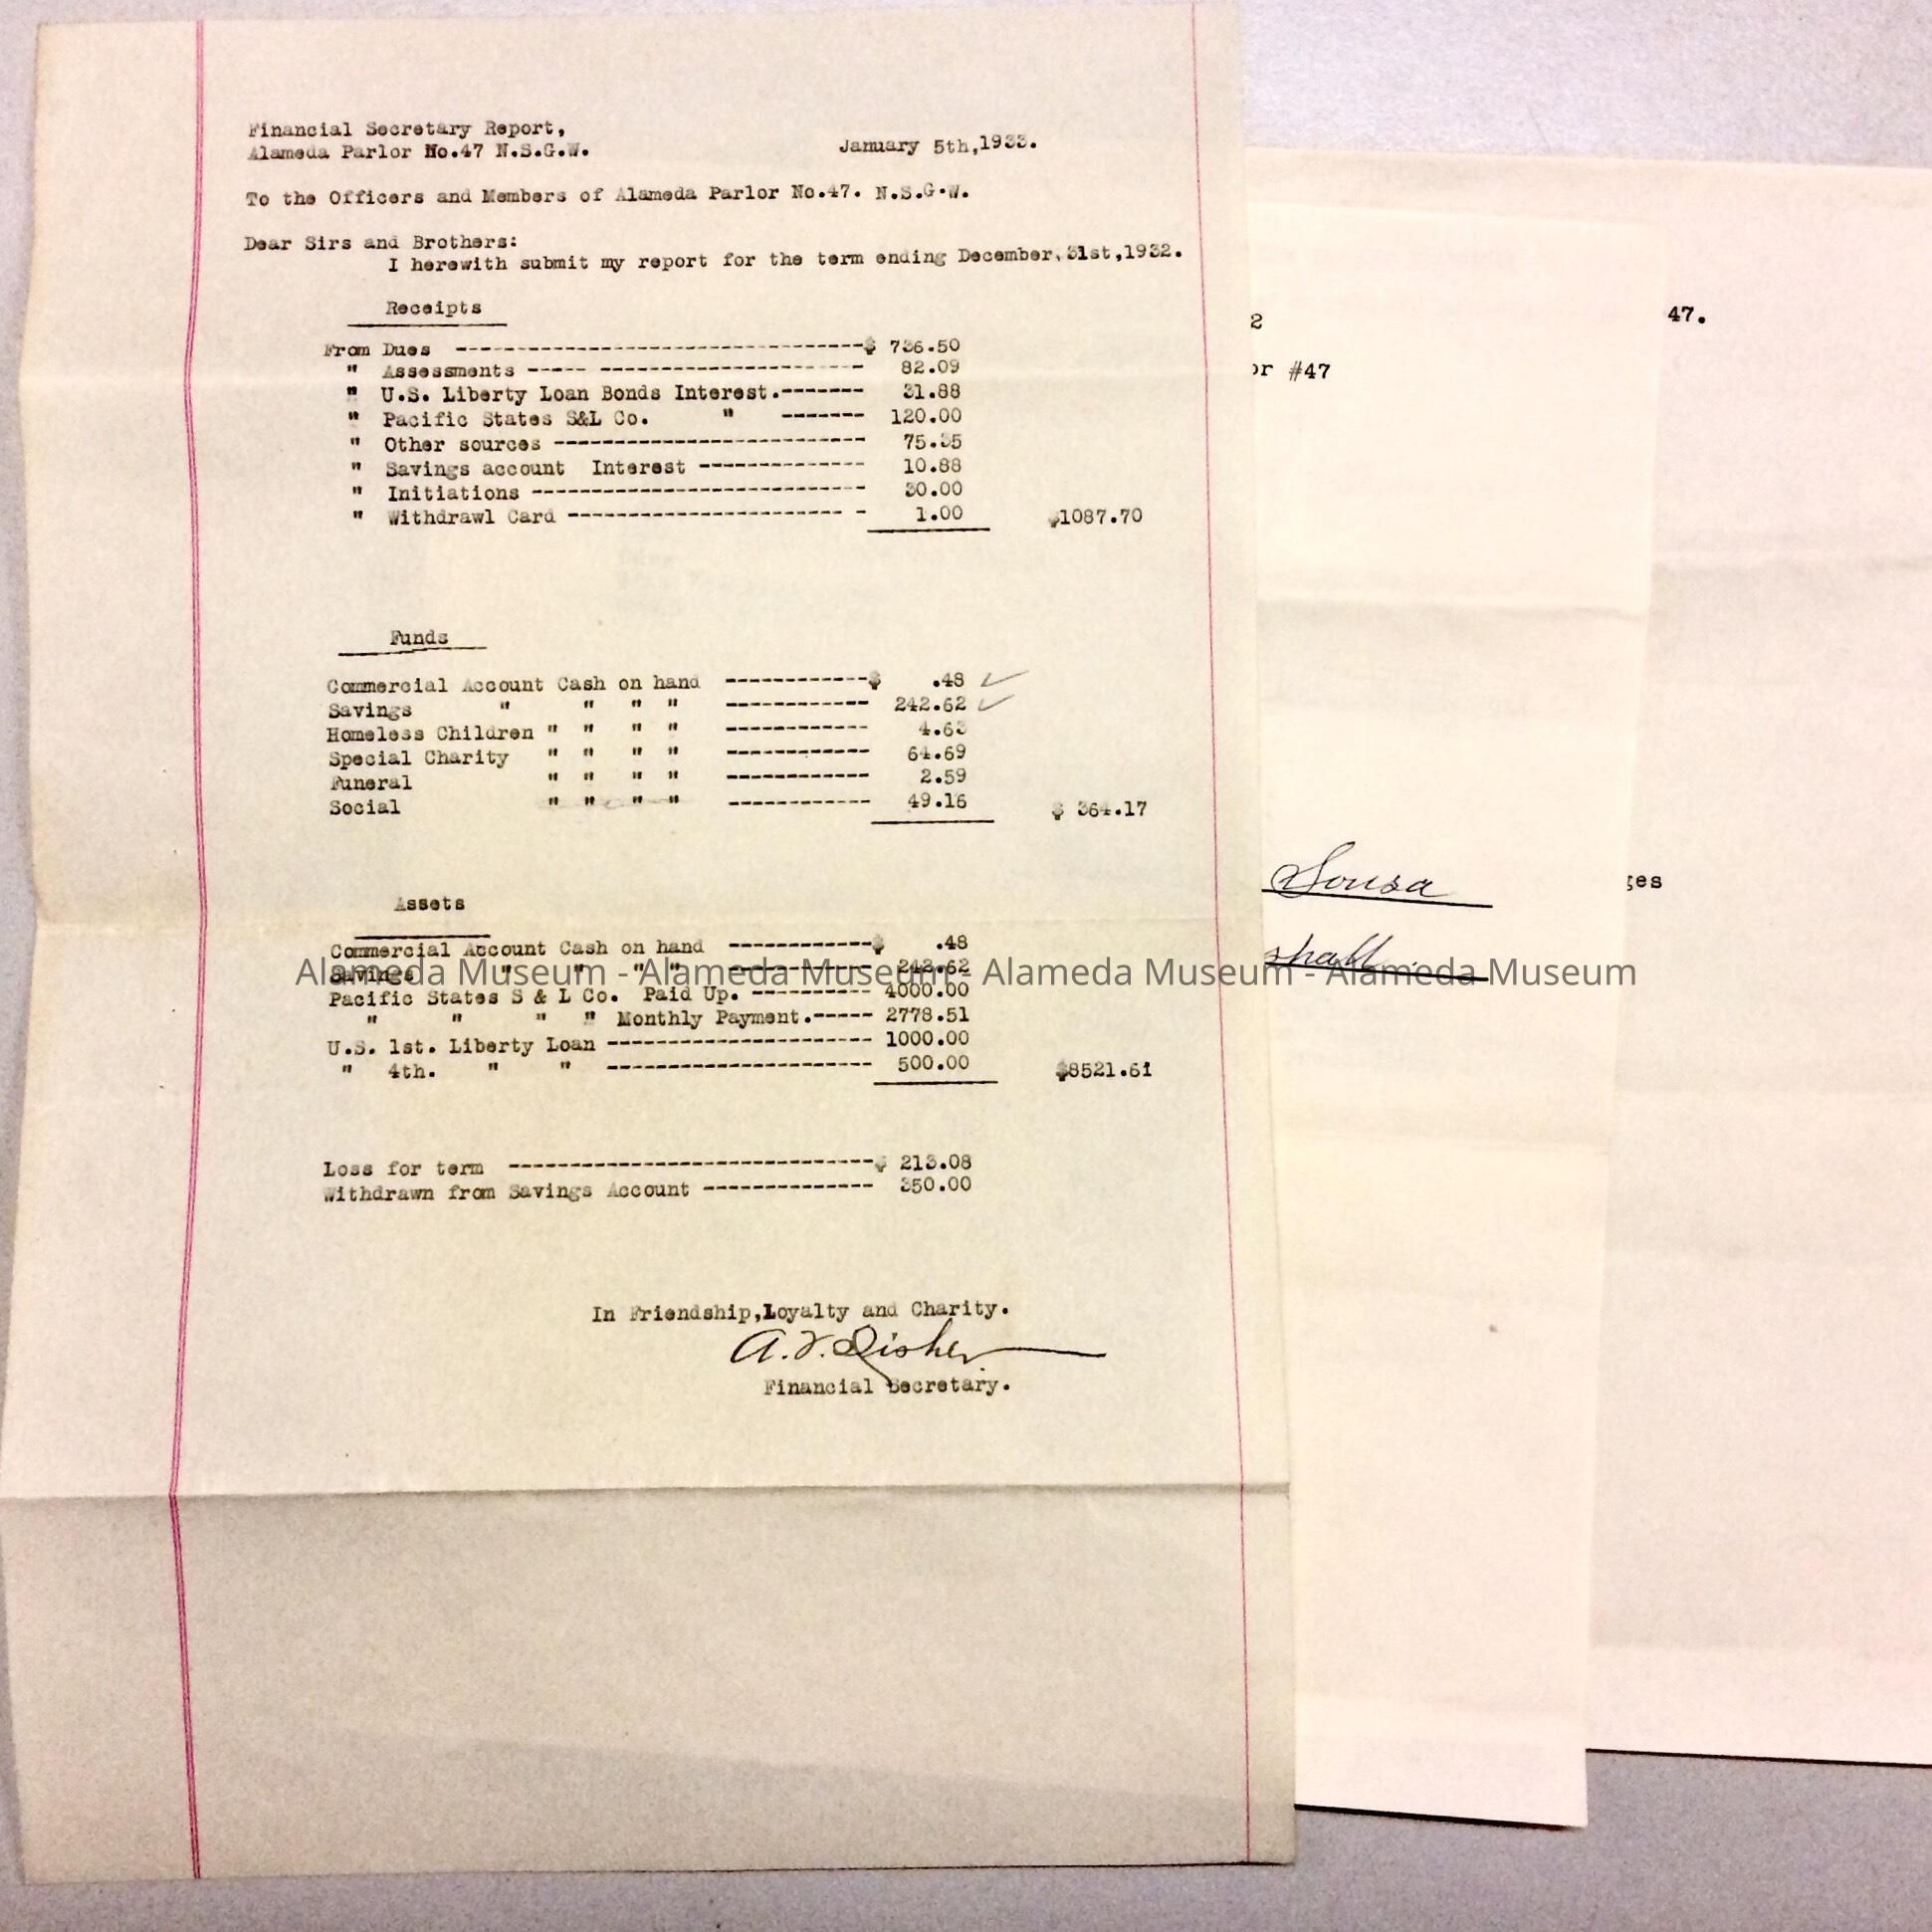 Financial Secretary Report,
Alameda Parlor No.47 N.S.G.W.
January 5th,1933.
To the Officers and Members of Alameda Parlor No.47. N.S.G.W.
Dear Sirs and Brothers:
I herewith submit my report for the term ending December,31st,1932.
Receipts
From Dues ----------------------------------$ 736.50
" Assessments ----- ---------------------- 82.09
" U.S. Liberty Loan Bonds Interest.------- 31.88
" Pacific States S&L Co. " ------- 120.00
" Other sources -------------------------- 75.35
" Savings account Interest -------------- 10.88
" Initiations ---------------------------- 30.00
" Withdrawl Card ----------------------- - 1.00 $1087.70
Funds
Commercial Account Cash on hand ------------$ .48 ✓
Savings " " " " ------------ 242.62 ✓
Homeless Children " " " " ------------ 4.63
Special Charity " " " " ------------ 64.69
Funeral " " " " ------------ 2.59
Social " " " " ------------ 49.16 $ 364.17
Assets
Commercial Account Cash on hand ------------$ .48
Savings " " " " ------------ 242.62
Pacific States S & L Co. Paid Up. ---------- 4000.00
" " " " Monthly Payment.----- 2778.51
U.S. 1st. Liberty Loan ---------------------- 1000.00
" 4th. " " ---------------------- 500.00 $8521.61
Loss for term ------------------------------$ 213.08
Withdrawn from Savings Account -------------- 350.00
In Friendship,Loyalty and Charity.
A.F. Fisher
Financial Secretary.
2
or #47
Sousa
shall
47.
ges
Alameda Museum - Alameda Museum - Alameda Museum - Alameda Museum